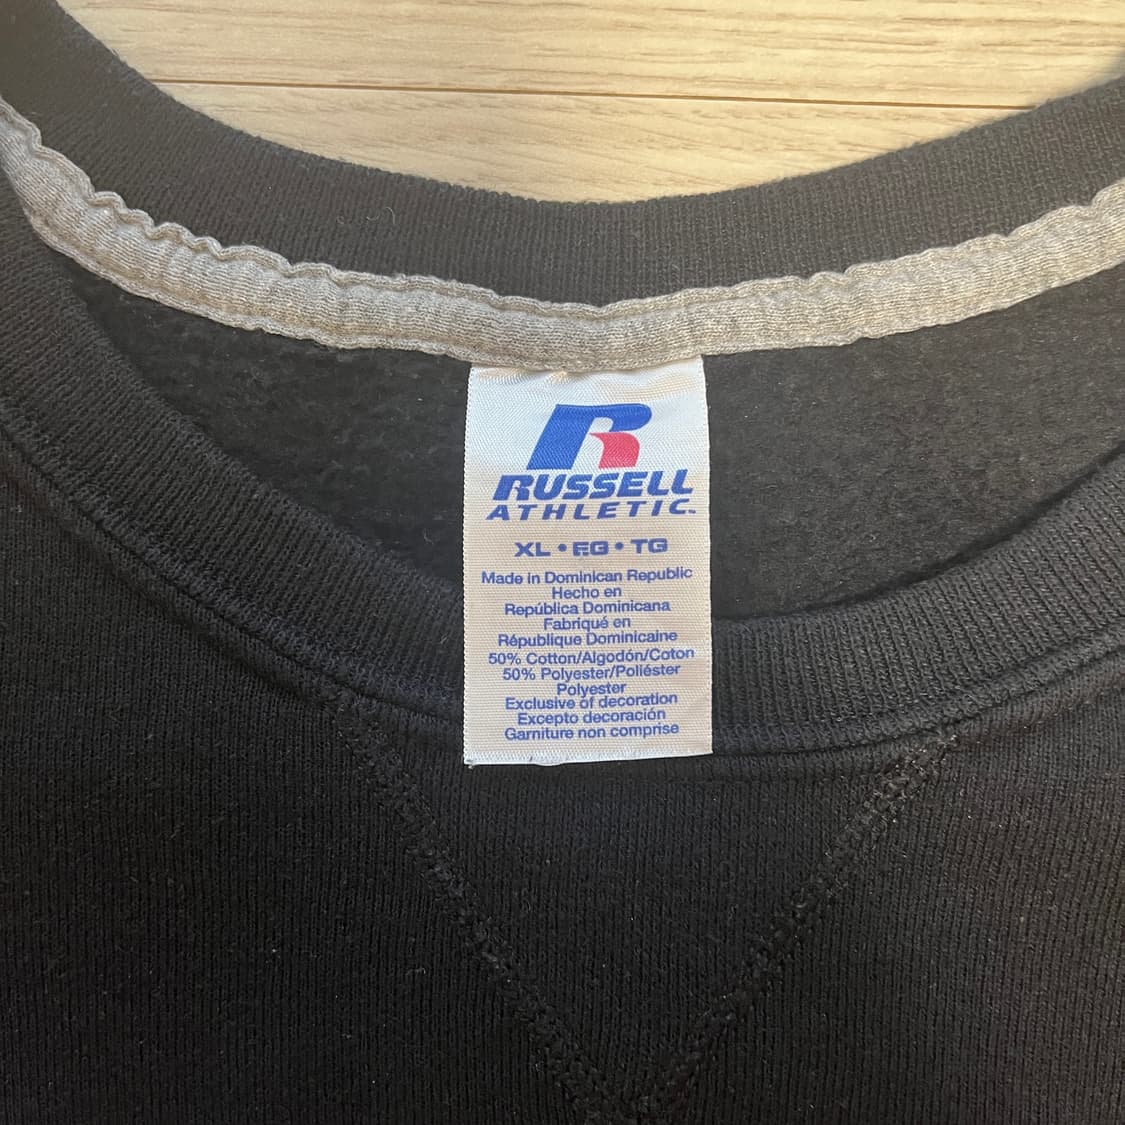 R
RUSSELL
ATHLETIC™
XL • EG • TG
Made in Dominican Republic
Hecho en
República Dominicana
Fabriqué en
République Dominicaine
50% Cotton/Algodón/Coton
50% Polyester/Poliéster
Polyester
Exclusive of decoration
Excepto decoración
Garniture non comprise